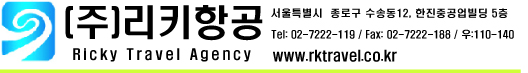 (주)리키항공
Ricky Travel Agency
서울특별시 종로구 수송동12, 한진중공업빌딩 5층
Tel: 02-7222-119 / Fax: 02-7222-188 / 우:110-140
www.rktravel.co.kr